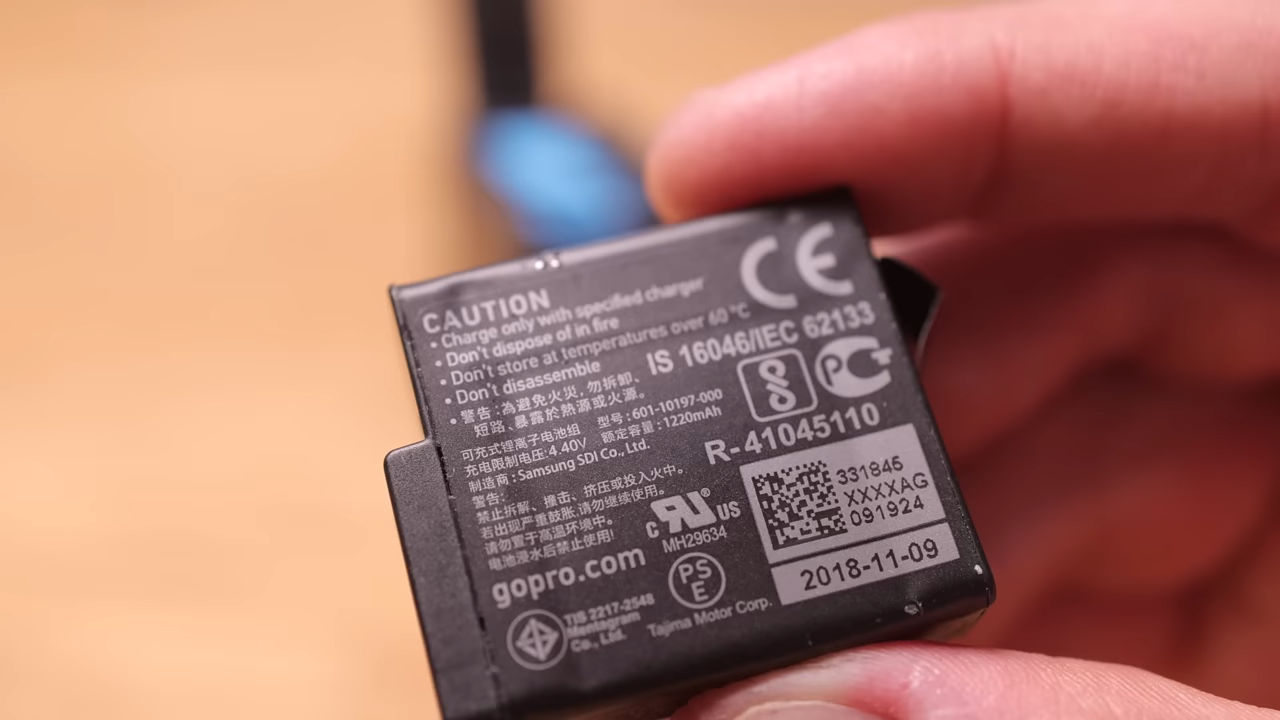 CAUTION
• Charge only with specified charger
• Don't dispose of in fire
• Don't store at temperatures over 60 °C
• Don't disassemble
• 警告:為避免火災, 勿拆卸、
短路、暴露於熱源或火源。
可充式锂离子电池组 型号:601-10197-000
充电限制电压:4.40V 额定容量:1220mAh
制造商:Samsung SDI Co., Ltd.
警告:
禁止拆解、撞击、挤压或投入火中。
若出现严重鼓胀,请勿继续使用。
请勿置于高温环境中。
电池浸水后禁止使用!
gopro.com
TIS 2217-2548
Mentagram
Co., Ltd.
CE
IS 16046/IEC 62133
PC
R-41045110
331845
XXXXAG
091924
2018-11-09
c RU ® US
MH29634
PS
E
Tajima Motor Corp.